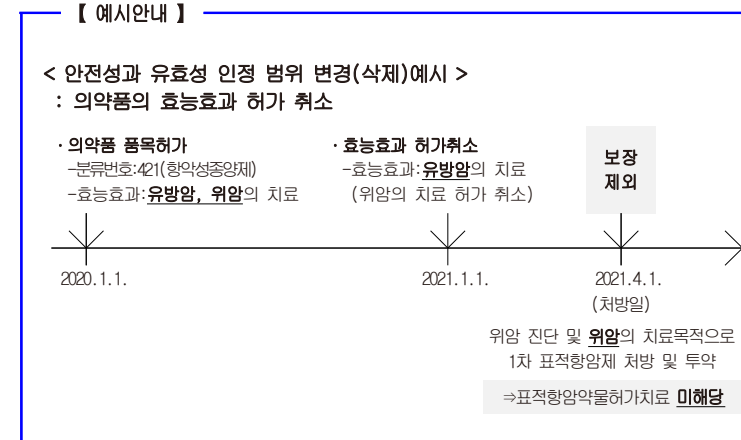 【 예시안내 】
< 안전성과 유효성 인정 범위 변경(삭제)예시 >
: 의약품의 효능효과 허가 취소
· 의약품 품목허가
-분류번호:421(항악성종양제)
-효능효과:유방암, 위암의 치료
· 효능효과 허가취소
-효능효과:유방암의 치료
(위암의 치료 허가 취소)
보장
제외
2020.1.1.
2021.1.1.
2021.4.1.
(처방일)
위암 진단 및 위암의 치료목적으로
1차 표적항암제 처방 및 투약
⇒표적항암약물허가치료 미해당